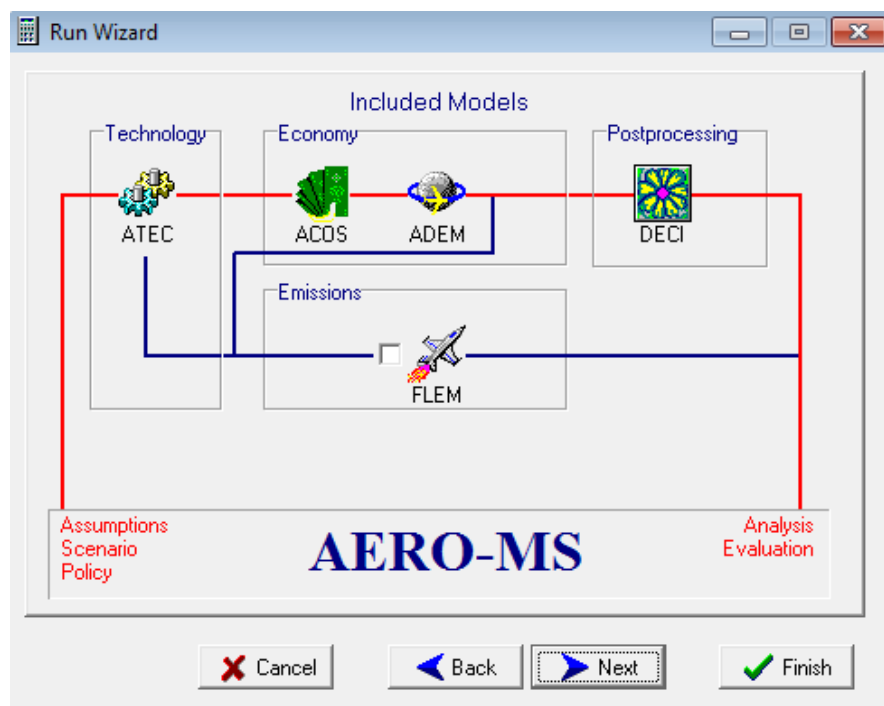 Run Wizard
Included Models
Technology
Economy
Postprocessing
ATEC
ACOS
ADEM
DECI
Emissions
FLEM
Assumptions
Scenario
Policy
AERO-MS
Analysis
Evaluation
Cancel
Back
Next
Finish